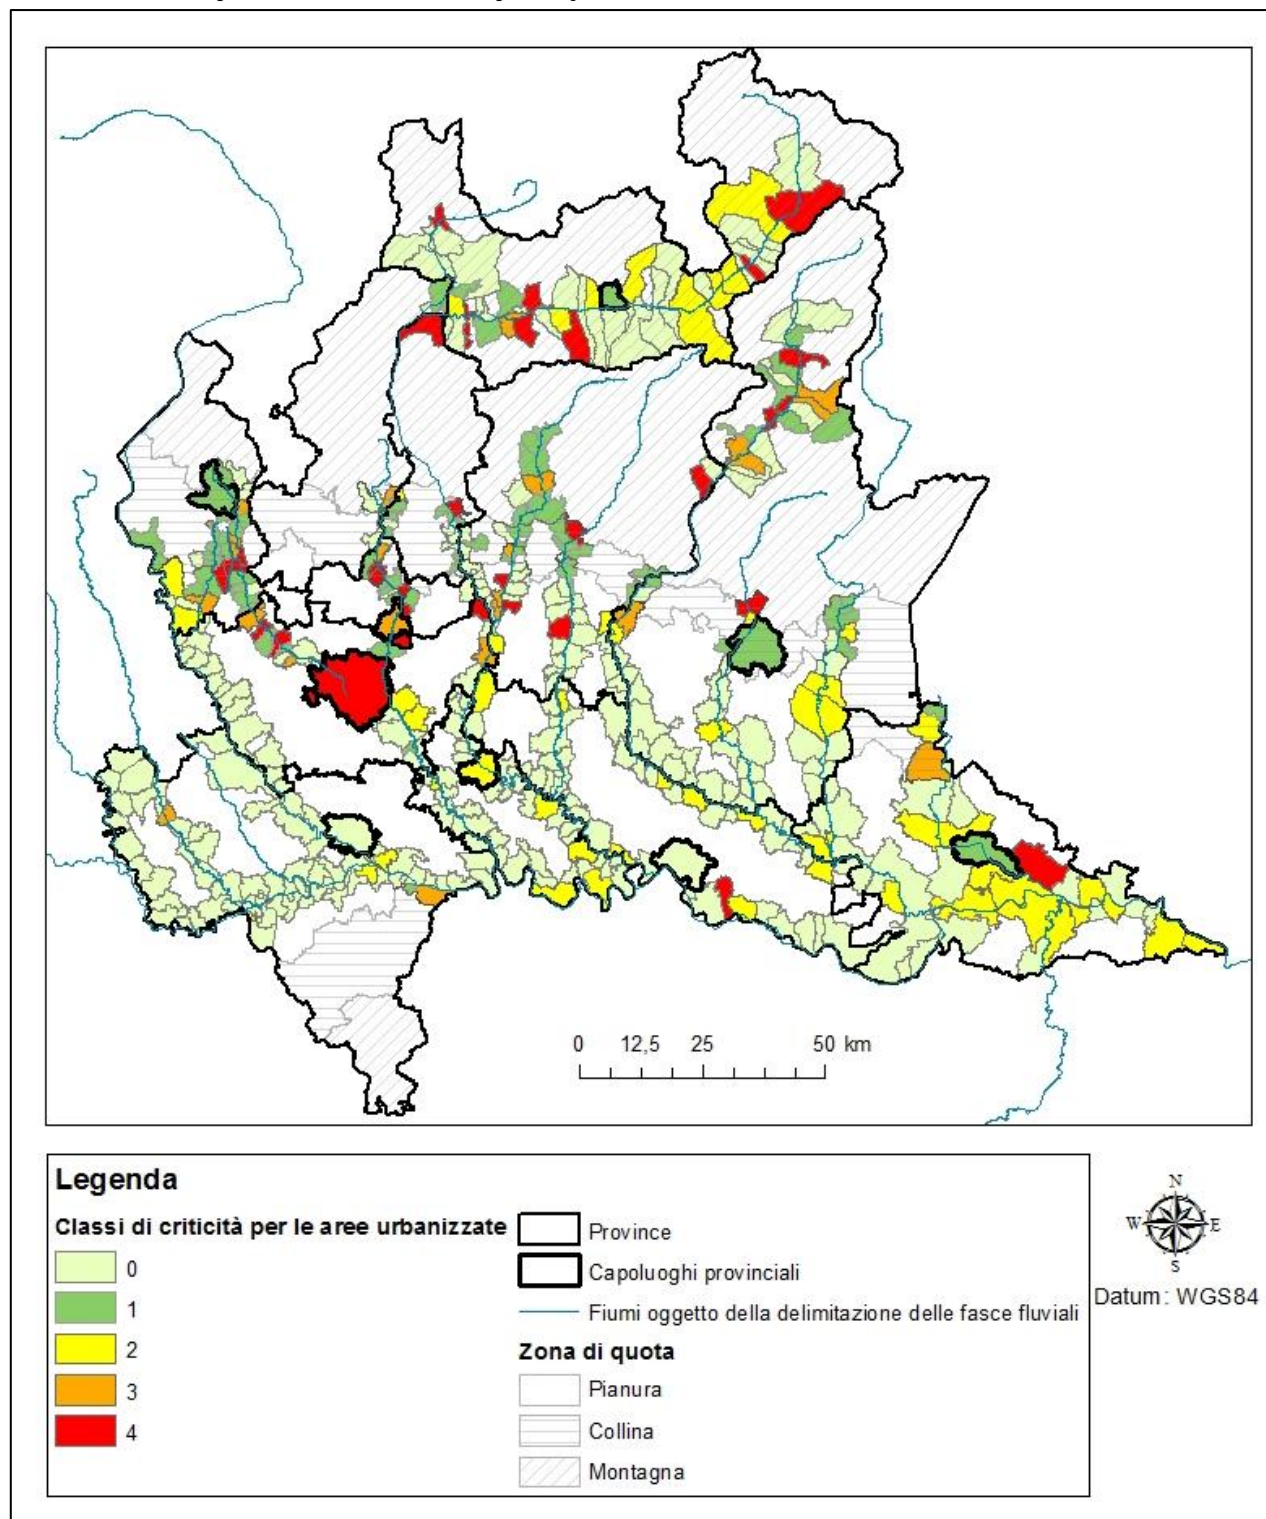 0 12,5 25 50 km
Legenda
Classi di criticità per le aree urbanizzate
0
1
2
3
4
Province
Capoluoghi provinciali
Fiumi oggetto della delimitazione delle fasce fluviali
Zona di quota
Pianura
Collina
Montagna
N
W E
S
Datum: WGS84